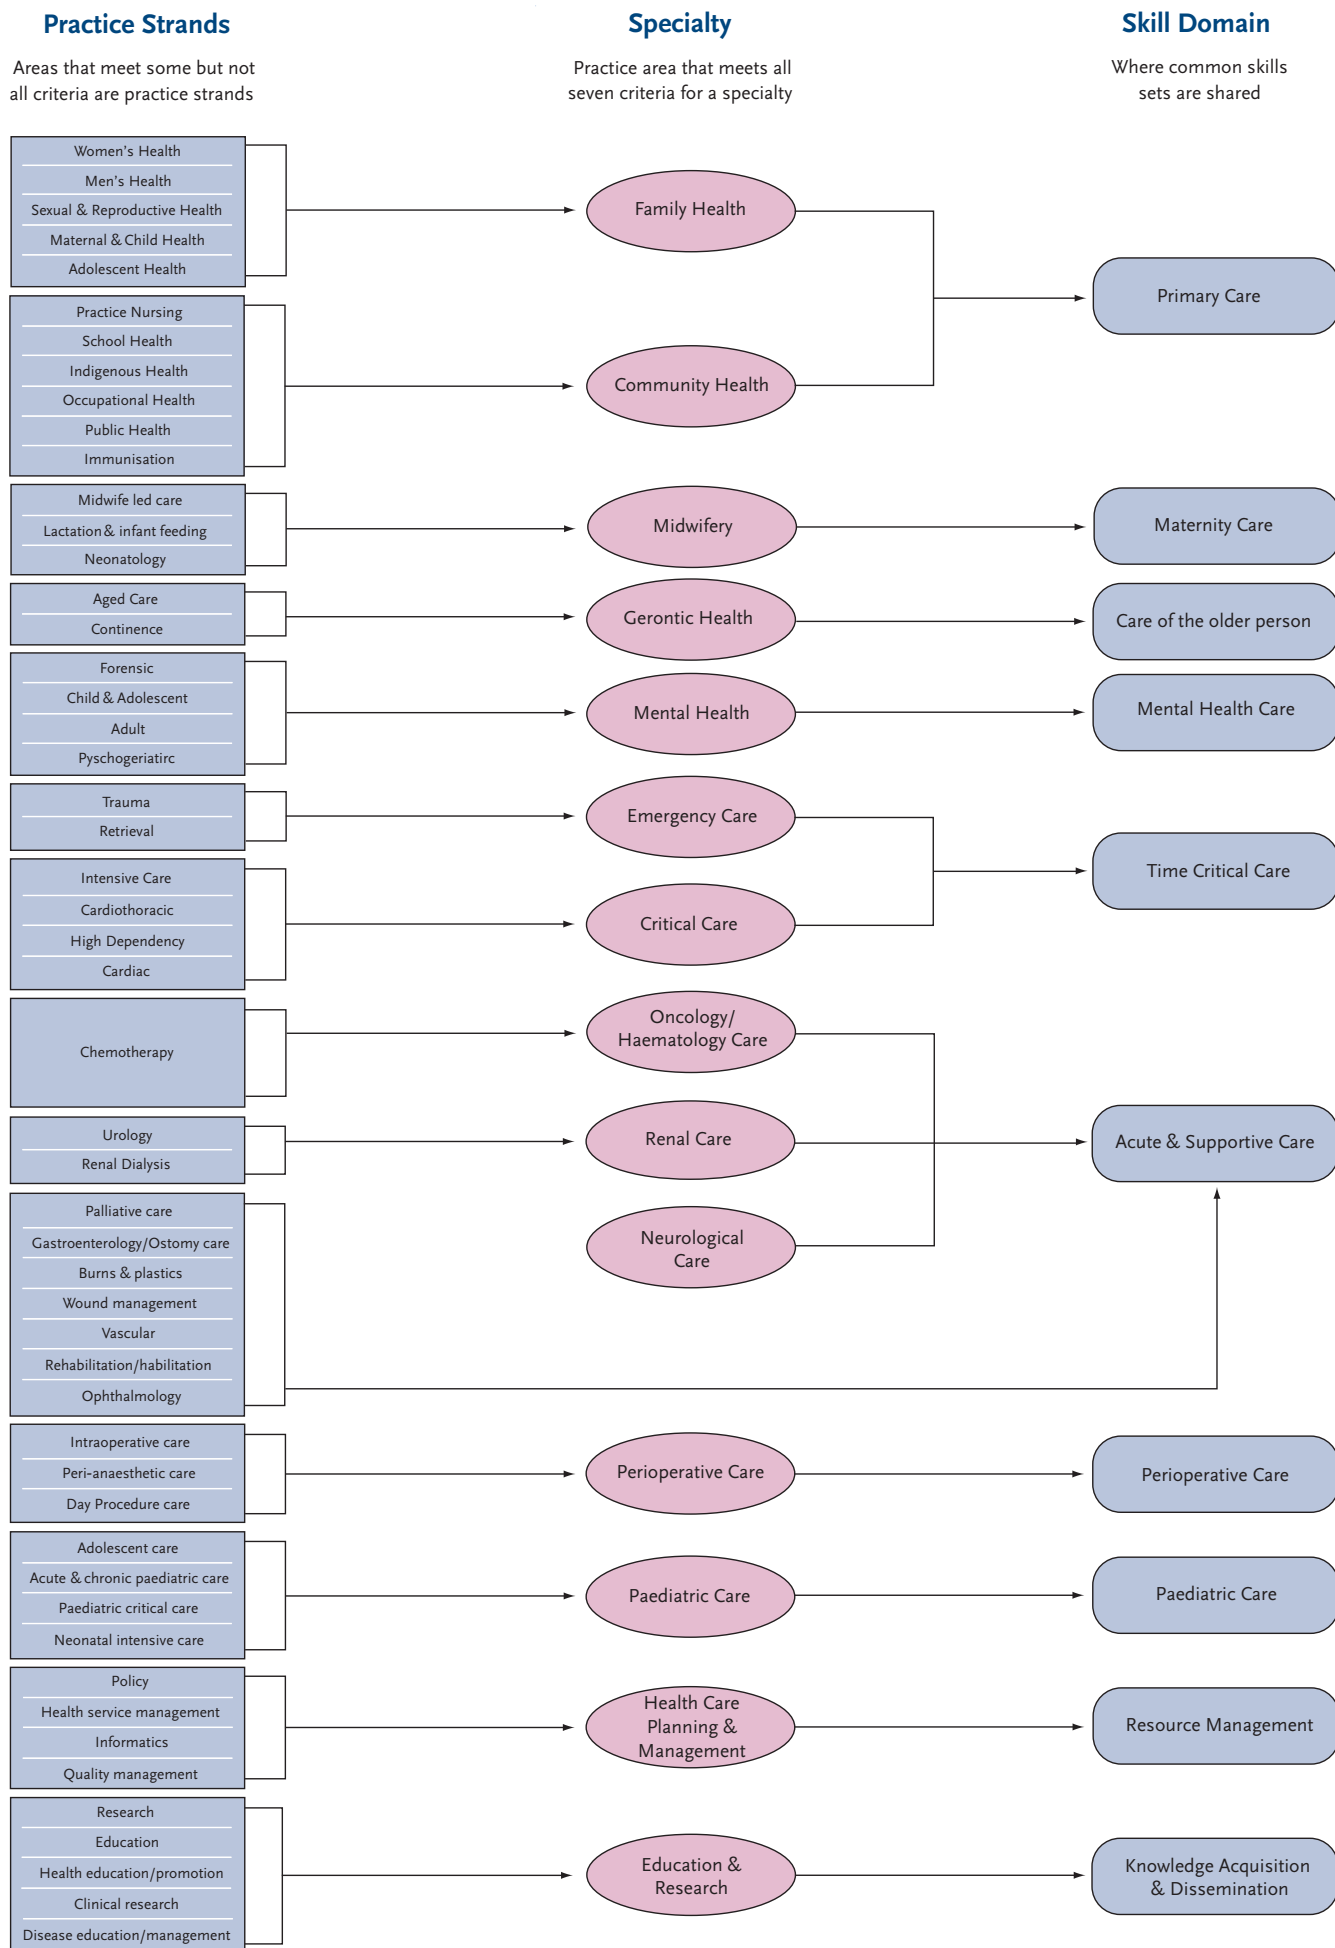 Practice Strands
Areas that meet some but not
all criteria are practice strands
Specialty
Practice area that meets all
seven criteria for a specialty
Skill Domain
Where common skills
sets are shared
Women's Health
Men's Health
Sexual & Reproductive Health
Maternal & Child Health
Adolescent Health
Family Health
Primary Care
Practice Nursing
School Health
Indigenous Health
Occupational Health
Public Health
Immunisation
Community Health
Midwife led care
Lactation & infant feeding
Neonatology
Midwifery
Maternity Care
Aged Care
Continence
Gerontic Health
Care of the older person
Forensic
Child & Adolescent
Adult
Pyschogeriatirc
Mental Health
Mental Health Care
Trauma
Retrieval
Emergency Care
Time Critical Care
Intensive Care
Cardiothoracic
High Dependency
Cardiac
Critical Care
Chemotherapy
Oncology/
Haematology Care
Urology
Renal Dialysis
Renal Care
Acute & Supportive Care
Palliative care
Gastroenterology/Ostomy care
Burns & plastics
Wound management
Vascular
Rehabilitation/habilitation
Ophthalmology
Neurological
Care
Intraoperative care
Peri-anaesthetic care
Day Procedure care
Perioperative Care
Perioperative Care
Adolescent care
Acute & chronic paediatric care
Paediatric critical care
Neonatal intensive care
Paediatric Care
Paediatric Care
Policy
Health service management
Informatics
Quality management
Health Care
Planning &
Management
Resource Management
Research
Education
Health education/promotion
Clinical research
Disease education/management
Education &
Research
Knowledge Acquisition
& Dissemination